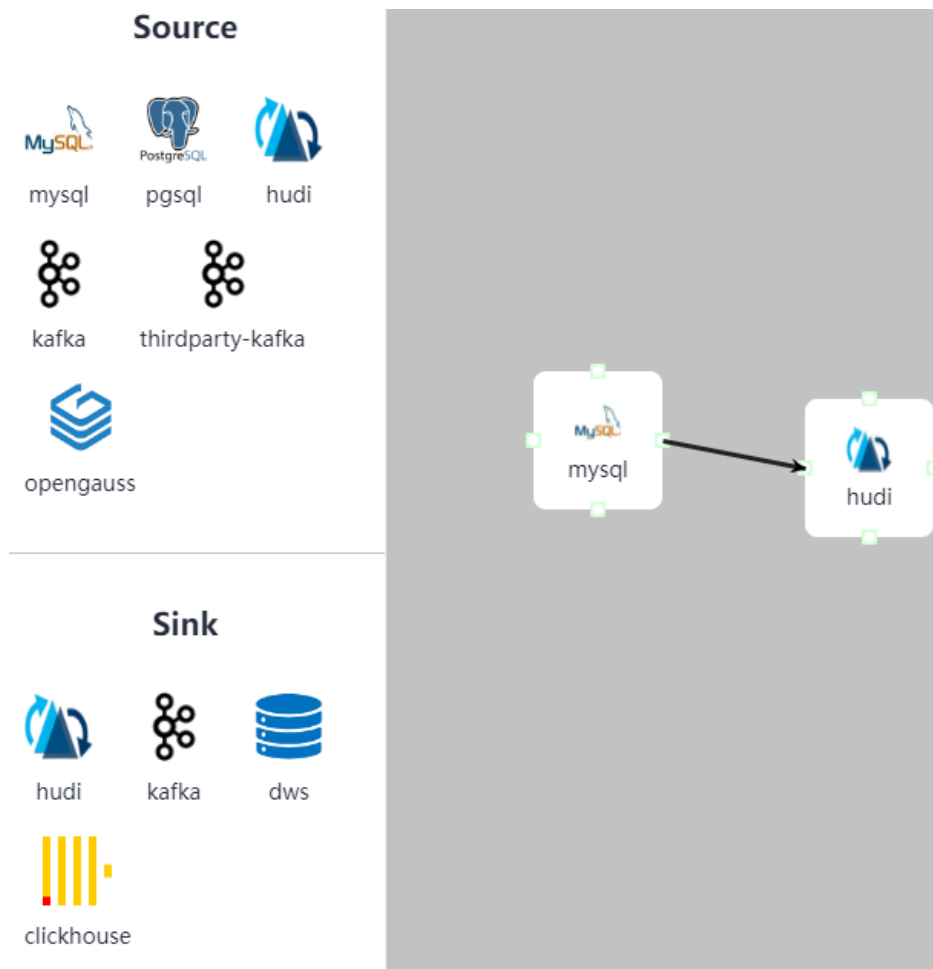 Source
MySQL
PostgreSQL
mysql
pgsql
hudi
kafka
thirdparty-kafka
opengauss
Sink
hudi
kafka
dws
clickhouse
MySQL
mysql
hudi